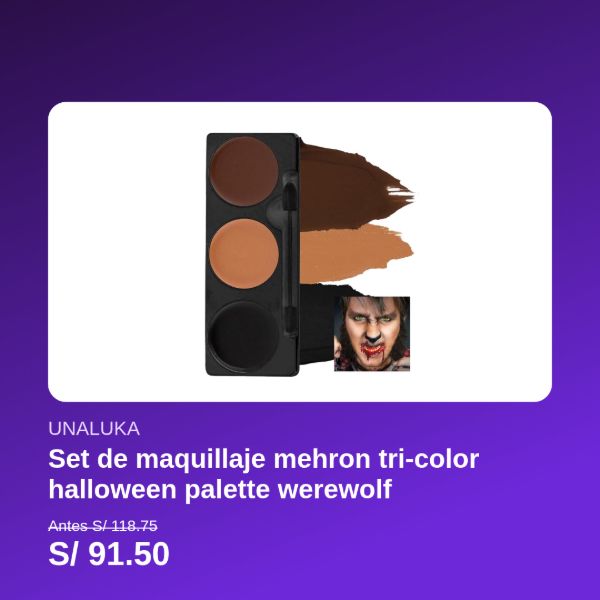 UNALUKA
Set de maquillaje mehron tri-color
halloween palette werewolf
Antes S/ 118.75
S/ 91.50